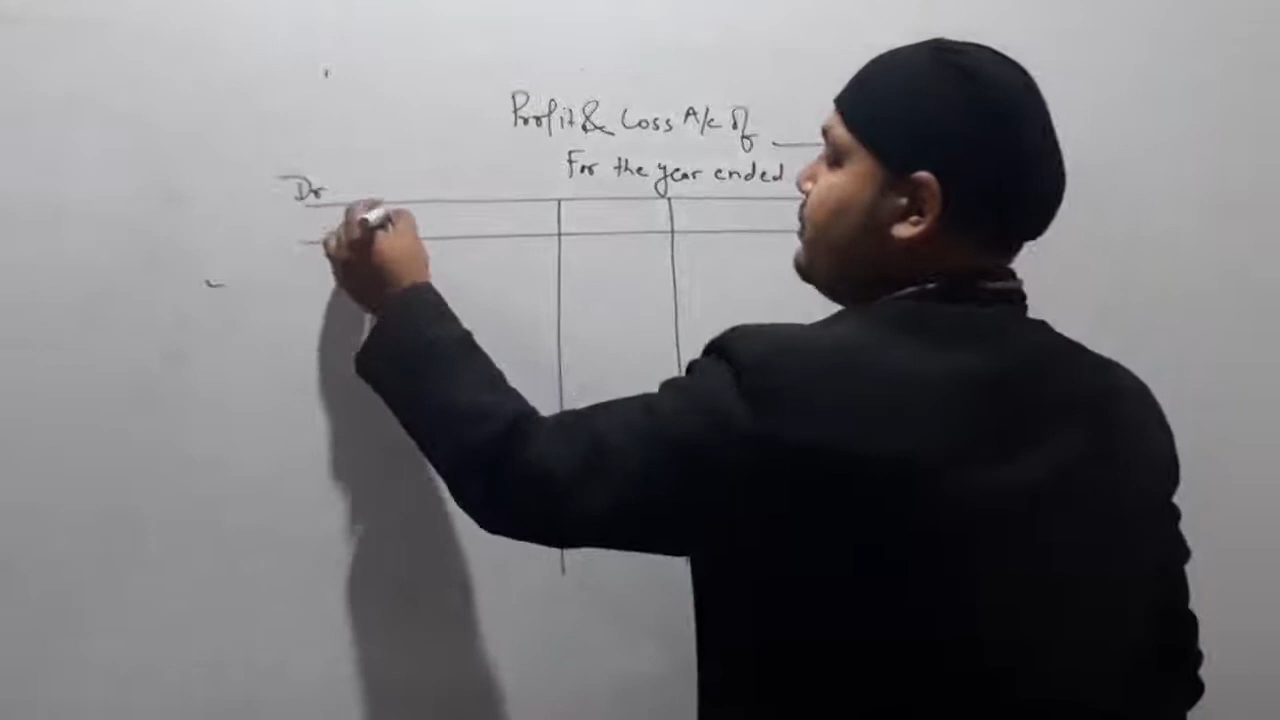 Profit & Loss A/c of
For the year ended
Dr